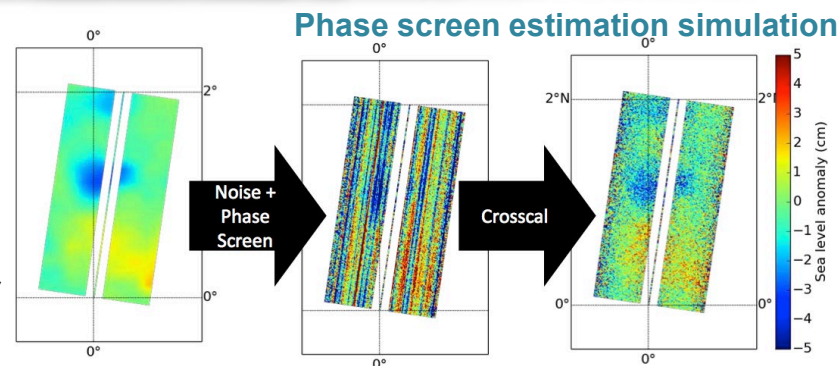 Phase screen estimation simulation
0°
2°
0°
0°
Noise +
Phase
Screen
0°
0°
Crosscal
0°
2°N
2°N
0°
0°
0°
5
4
3
2
1
0
−1
−2
−3
−4
−5
Sea level anomaly (cm)